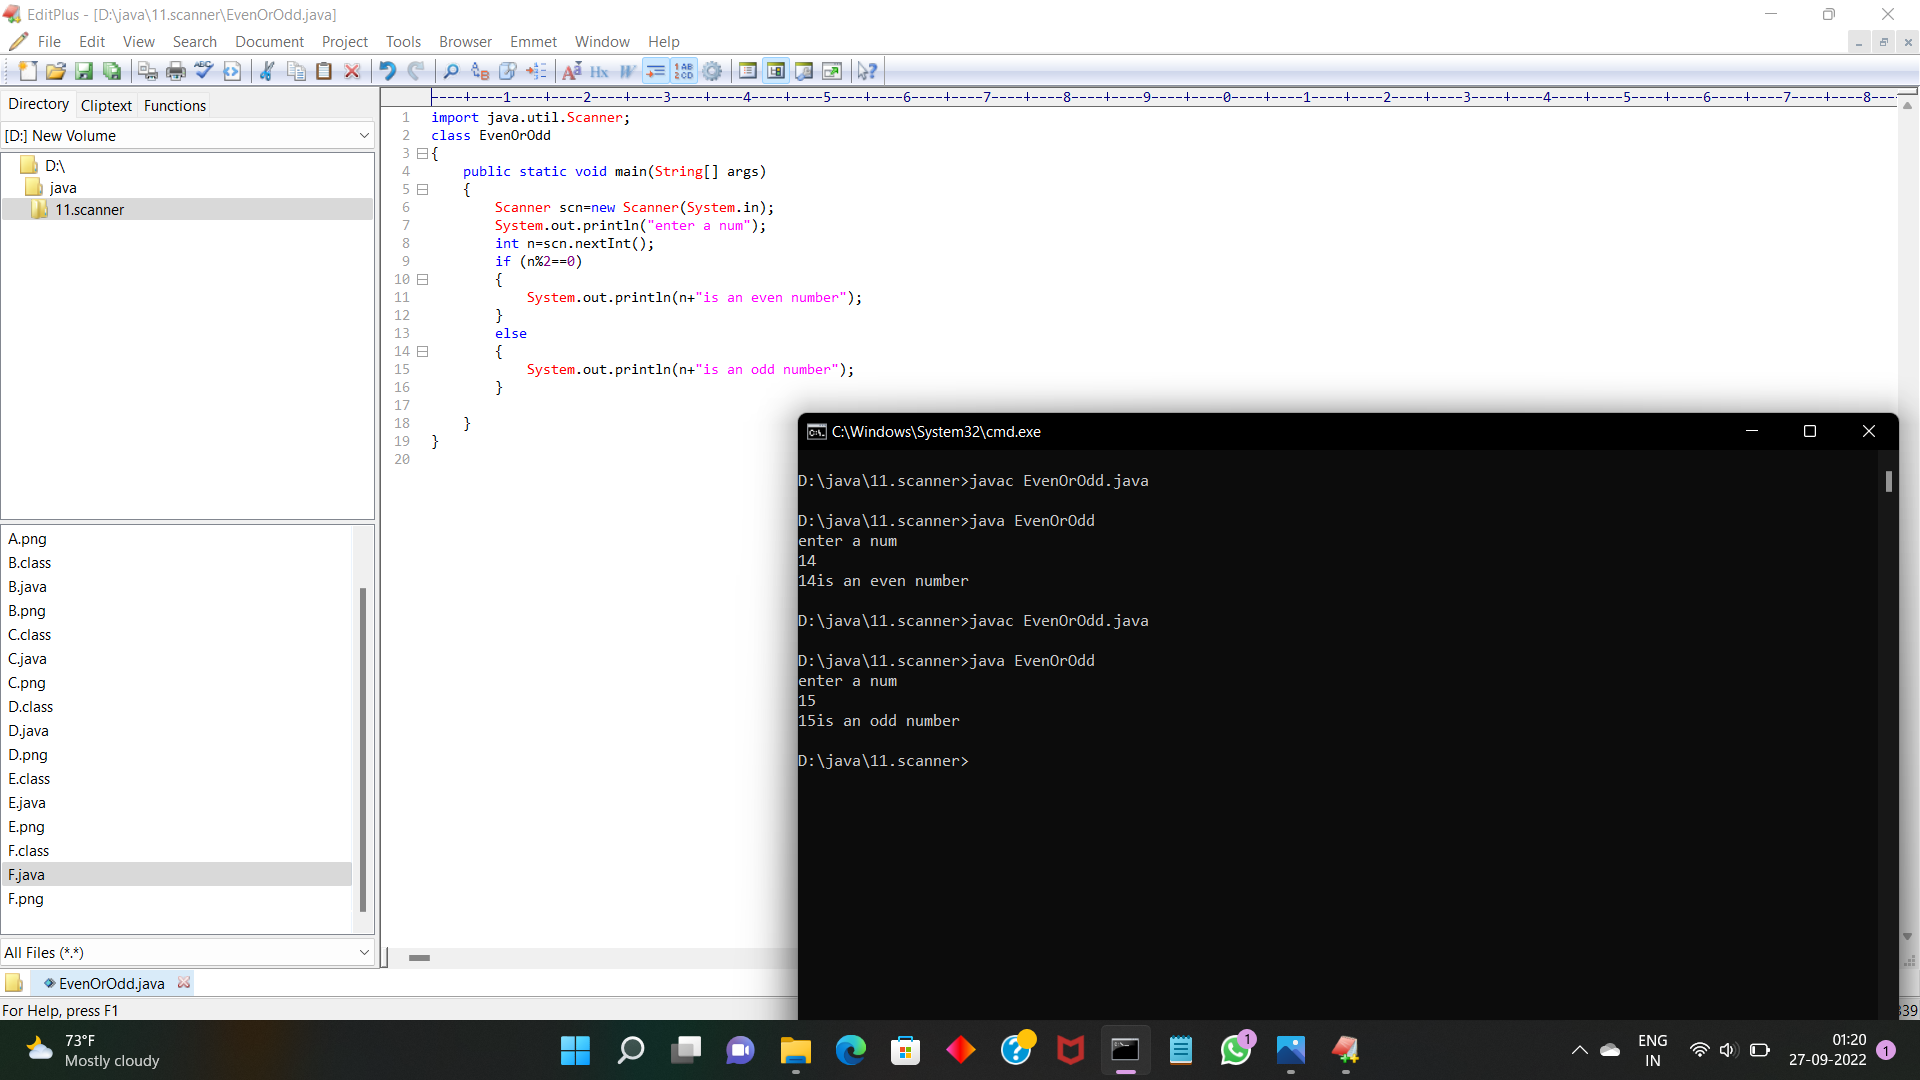 EditPlus - [D:\java\11.scanner\EvenOrOdd.java]
File Edit View Search Document Project Tools Browser Emmet Window Help
Directory Cliptext Functions
[D:] New Volume
D:\
java
11.scanner
A.png
B.class
B.java
B.png
C.class
C.java
C.png
D.class
D.java
D.png
E.class
E.java
E.png
F.class
F.java
F.png
All Files (*.*)
----+----1----+----2----+----3----+----4----+----5----+----6----+----7----+----8----+----9----+----0----+----1----+----2----+----3----+----4----+----5----+----6----+----7----+----8---
1 import java.util.Scanner;
2 class EvenOrOdd
3 {
4 public static void main(String[] args)
5 {
6 Scanner scn=new Scanner(System.in);
7 System.out.println("enter a num");
8 int n=scn.nextInt();
9 if (n%2==0)
10 {
11 System.out.println(n+"is an even number");
12 }
13 else
14 {
15 System.out.println(n+"is an odd number");
16 }
17
18 }
19 }
20
C:\Windows\System32\cmd.exe
D:\java\11.scanner>javac EvenOrOdd.java
D:\java\11.scanner>java EvenOrOdd
enter a num
14
14is an even number
D:\java\11.scanner>javac EvenOrOdd.java
D:\java\11.scanner>java EvenOrOdd
enter a num
15
15is an odd number
D:\java\11.scanner>
EvenOrOdd.java
For Help, press F1
73°F
Mostly cloudy
1
ENG
IN
01:20
27-09-2022
1